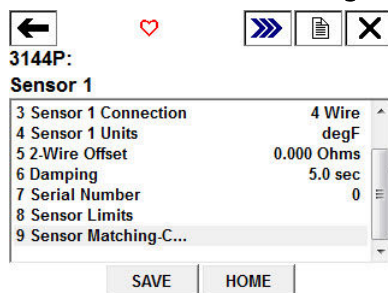 3144P:
Sensor 1
3 Sensor 1 Connection 4 Wire
4 Sensor 1 Units degF
5 2-Wire Offset 0.000 Ohms
6 Damping 5.0 sec
7 Serial Number 0
8 Sensor Limits
9 Sensor Matching-C...
SAVE HOME